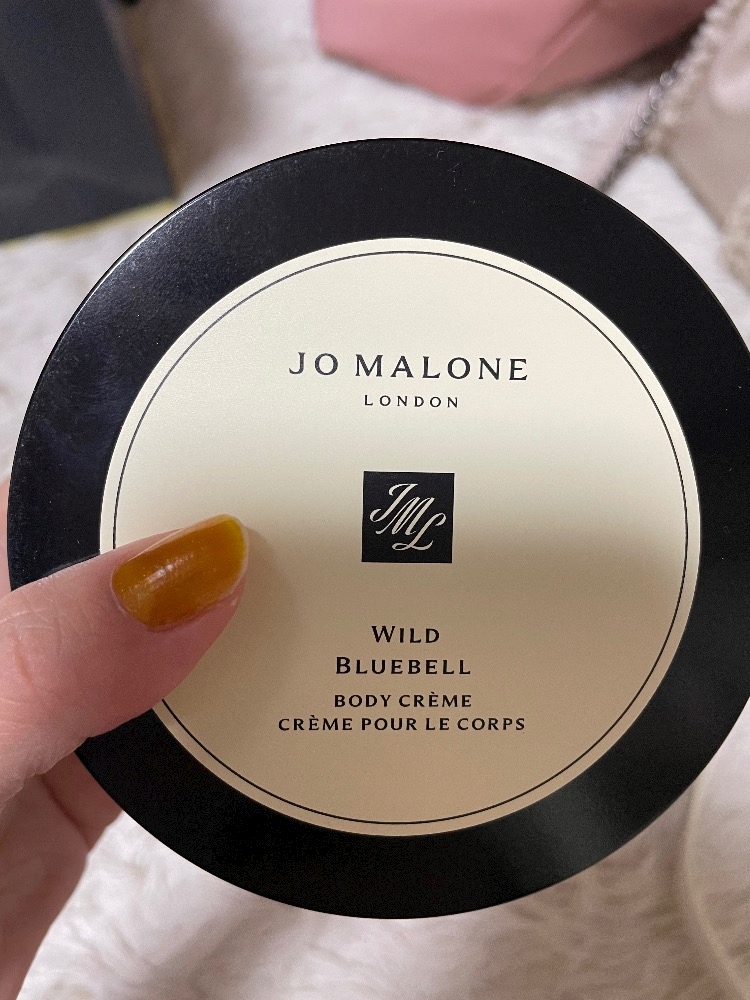 JO MALONE
LONDON
JML
WILD
BLUEBELL
BODY CRÈME
CRÈME POUR LE CORPS